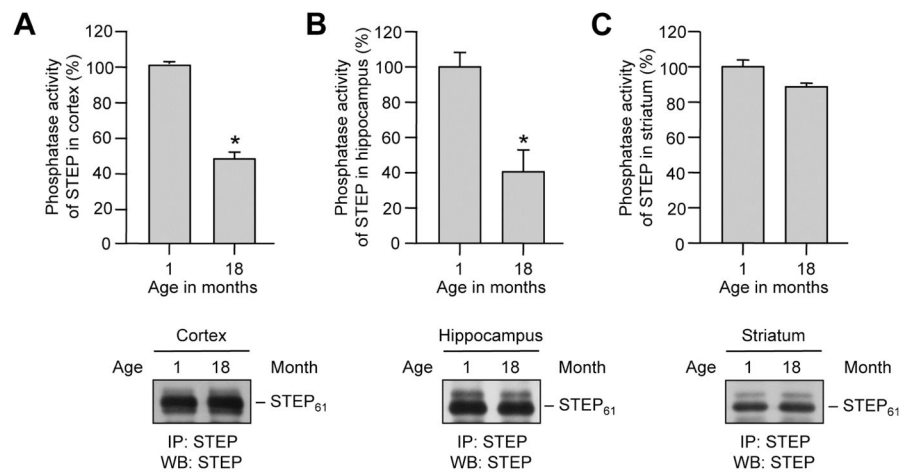 A
Phosphatase activity
of STEP in cortex (%)
120
100
80
60
40
20
0
*
1 18
Age in months
Cortex
Age 1 18 Month
– STEP61
IP: STEP
WB: STEP
B
Phosphatase activity
of STEP in hippocampus (%)
120
100
80
60
40
20
0
*
1 18
Age in months
Hippocampus
Age 1 18 Month
– STEP61
IP: STEP
WB: STEP
C
Phosphatase activity
of STEP in striatum (%)
120
100
80
60
40
20
0
1 18
Age in months
Striatum
Age 1 18 Month
– STEP61
IP: STEP
WB: STEP